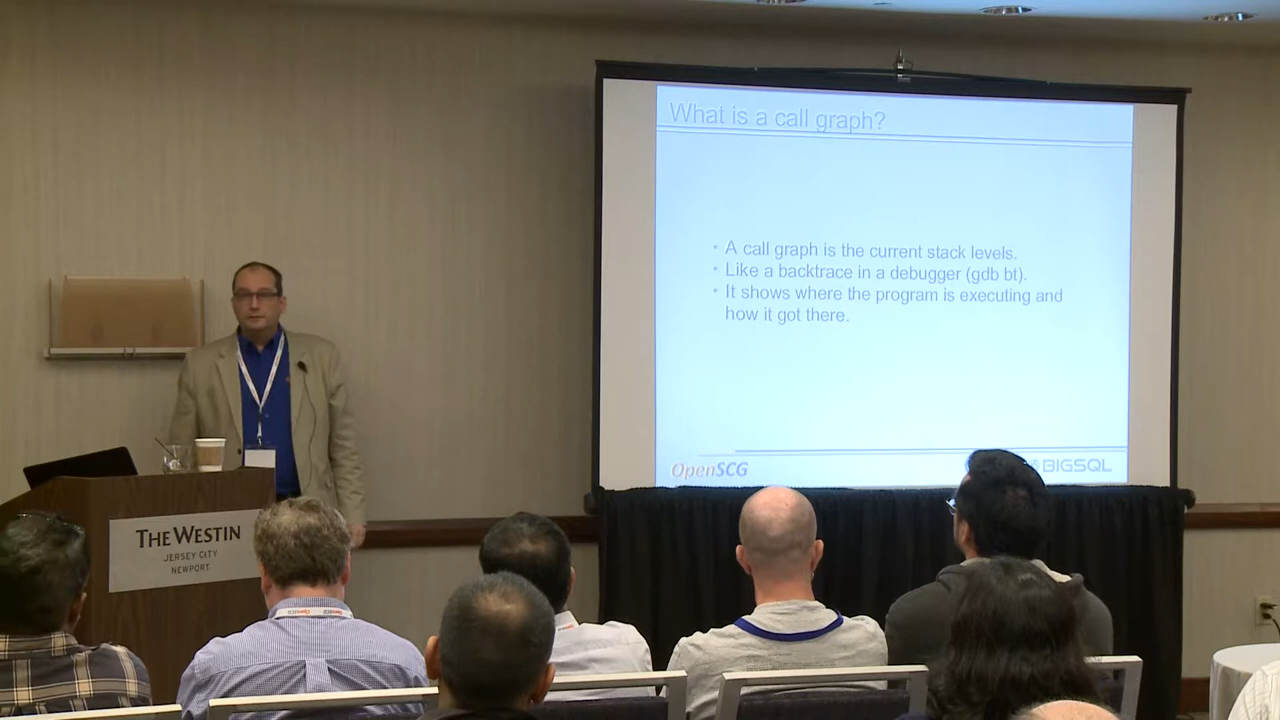 What is a call graph?
• A call graph is the current stack levels.
• Like a backtrace in a debugger (gdb bt).
• It shows where the program is executing and
how it got there.
OpenSCG
BIGSQL
THE WESTIN
JERSEY CITY
NEWPORT